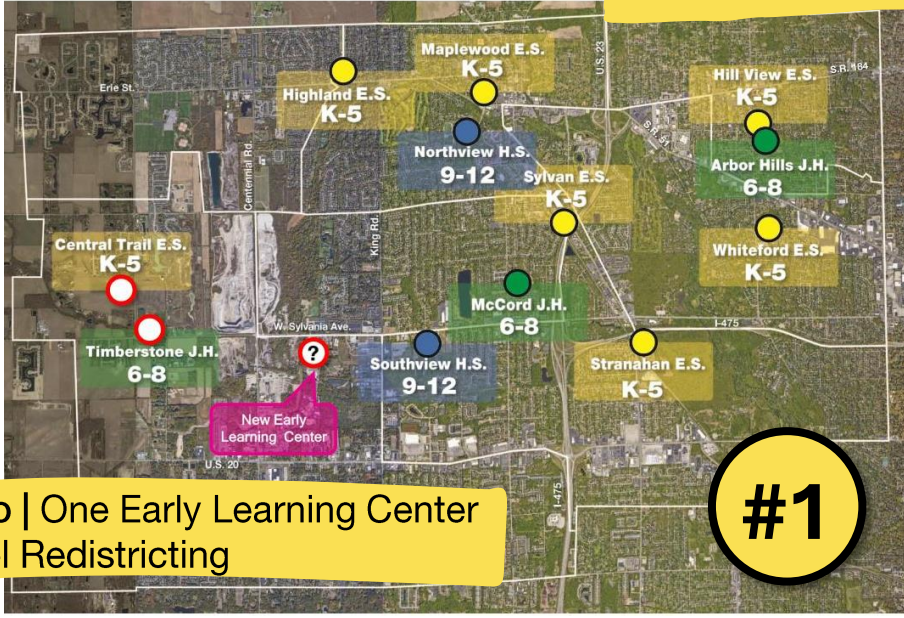 Maplewood E.S.
K-5
U.S. 23
Hill View E.S.
K-5
Erie St.
Highland E.S.
K-5
S.R. 51
Northview H.S.
9-12
Arbor Hills J.H.
6-8
Centennial Rd.
Sylvan E.S.
K-5
King Rd.
Central Trail E.S.
K-5
Whiteford E.S.
K-5
McCord J.H.
6-8
W. Sylvania Ave.
I-475
Timberstone J.H.
6-8
?
Southview H.S.
9-12
Stranahan E.S.
K-5
New Early
Learning Center
U.S. 20
I-475
| One Early Learning Center
Redistricting
#1